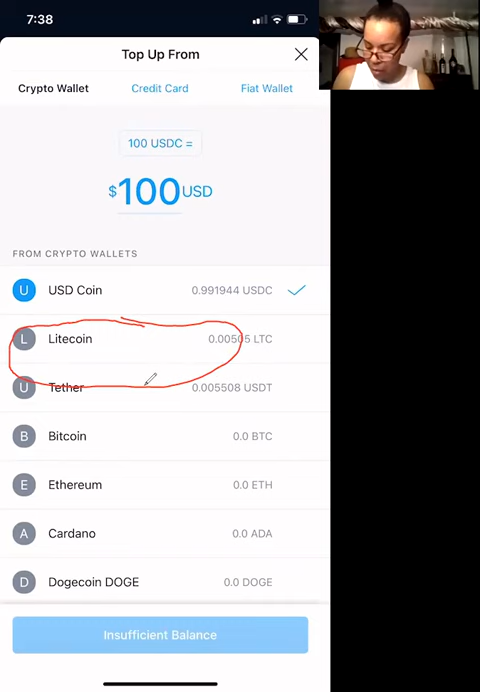 7:38
Top Up From
Crypto Wallet Credit Card Fiat Wallet
100 USDC =
$100USD
FROM CRYPTO WALLETS
U USD Coin 0.991944 USDC
L Litecoin 0.00505 LTC
U Tether 0.005508 USDT
B Bitcoin 0.0 BTC
E Ethereum 0.0 ETH
A Cardano 0.0 ADA
D Dogecoin DOGE 0.0 DOGE
Insufficient Balance